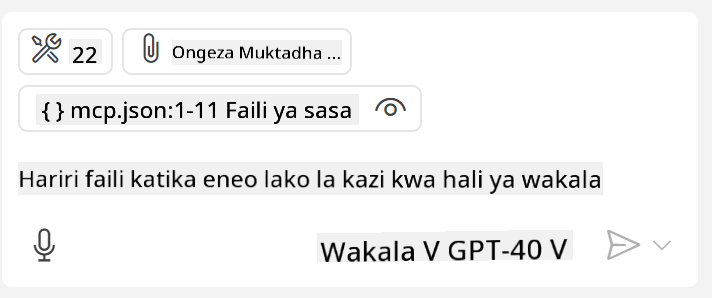 22 Ongeza Muktadha ...
{ } mcp.json:1-11 Faili ya sasa
Hariri faili katika eneo lako la kazi kwa hali ya wakala
Wakala V GPT-40 V